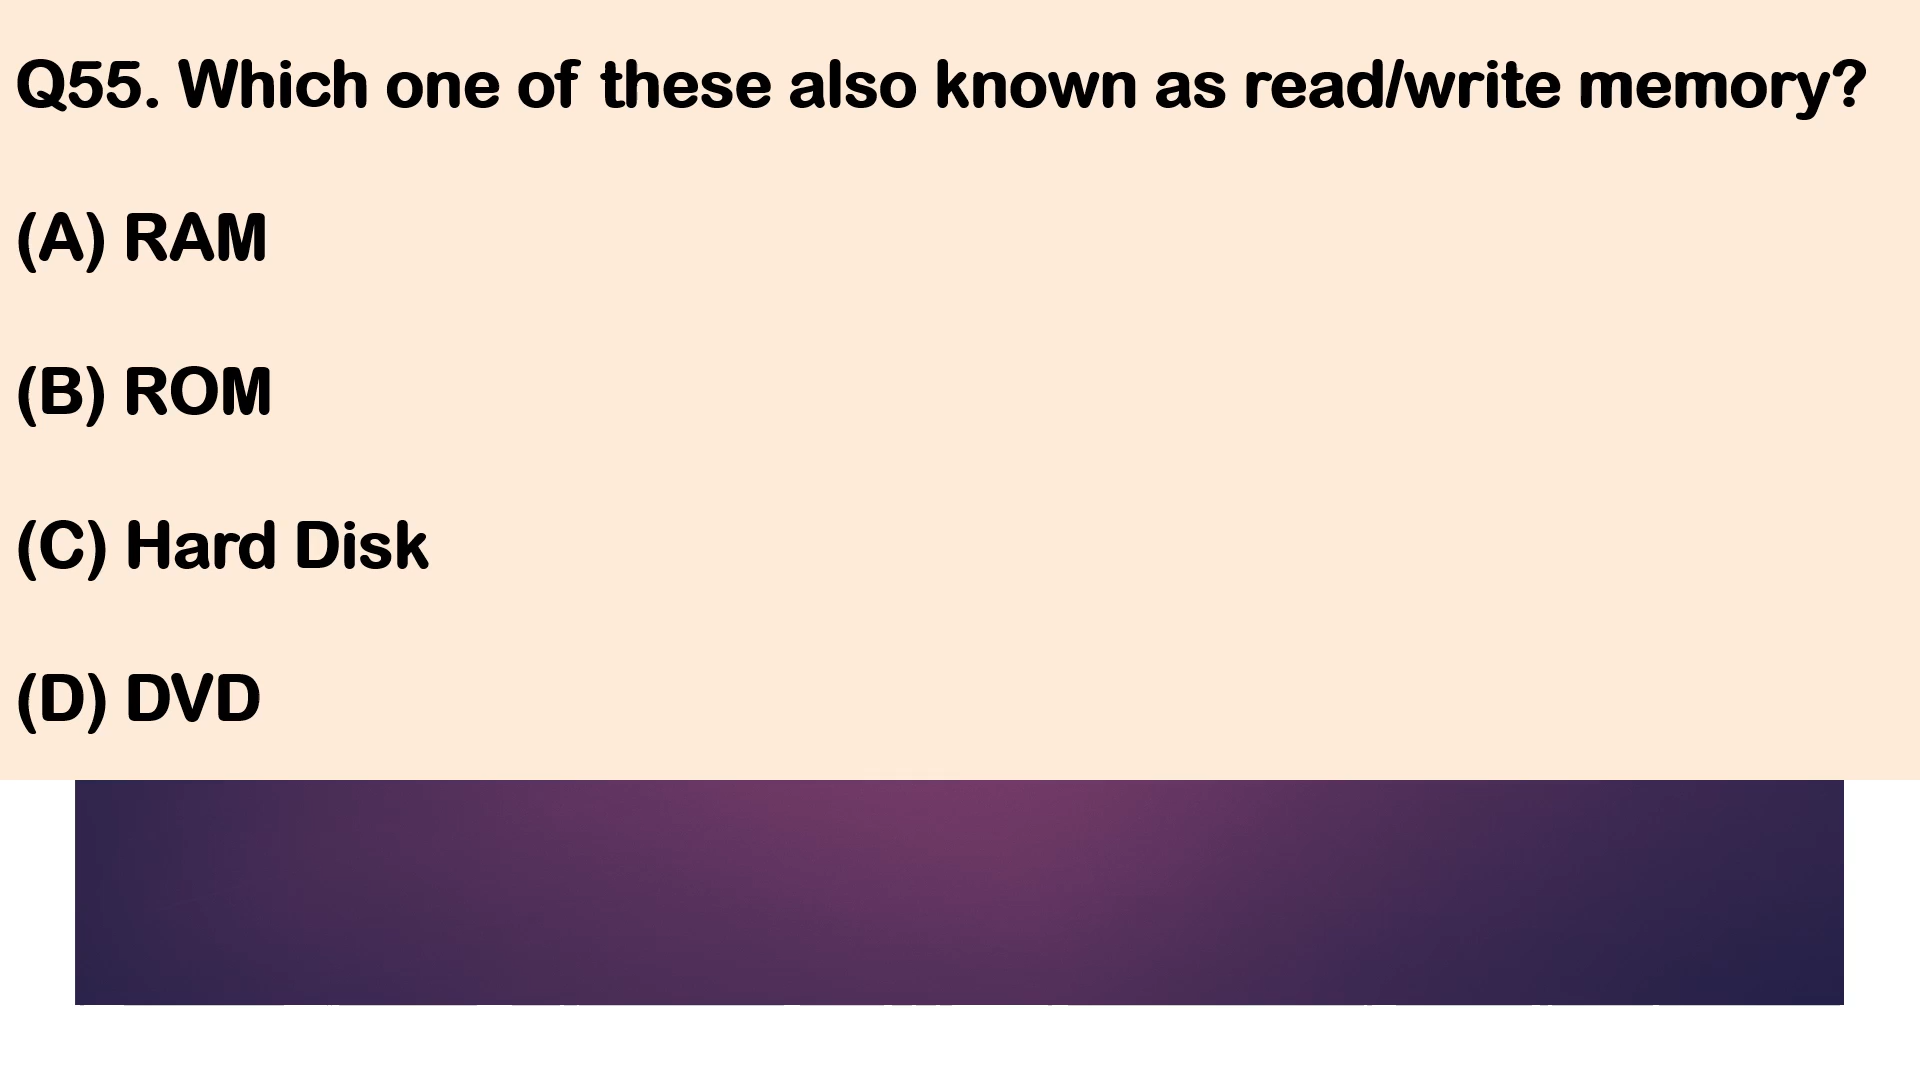 Q55. Which one of these also known as read/write memory?
(A) RAM
(B) ROM
(C) Hard Disk
(D) DVD